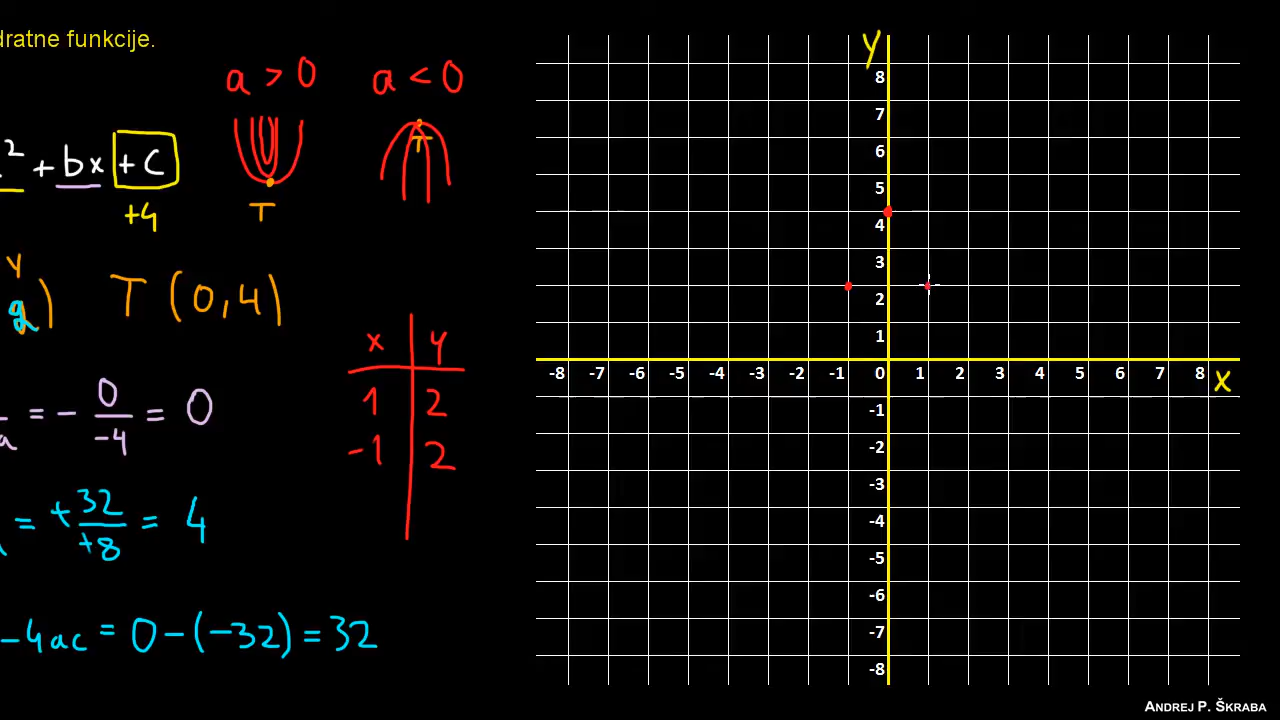 dratne funkcije.
a > 0
a < 0
² + bx + c
+4
T
T
y
g) T (0,4)
x y
1 2
-1 2
a = - 0/-4 = 0
= +32/+8 = 4
- 4ac = 0 - (-32) = 32
y
8
7
6
5
4
3
2
1
-8 -7 -6 -5 -4 -3 -2 -1 0 1 2 3 4 5 6 7 8 x
-1
-2
-3
-4
-5
-6
-7
-8
ANDREJ P. ŠKRABA